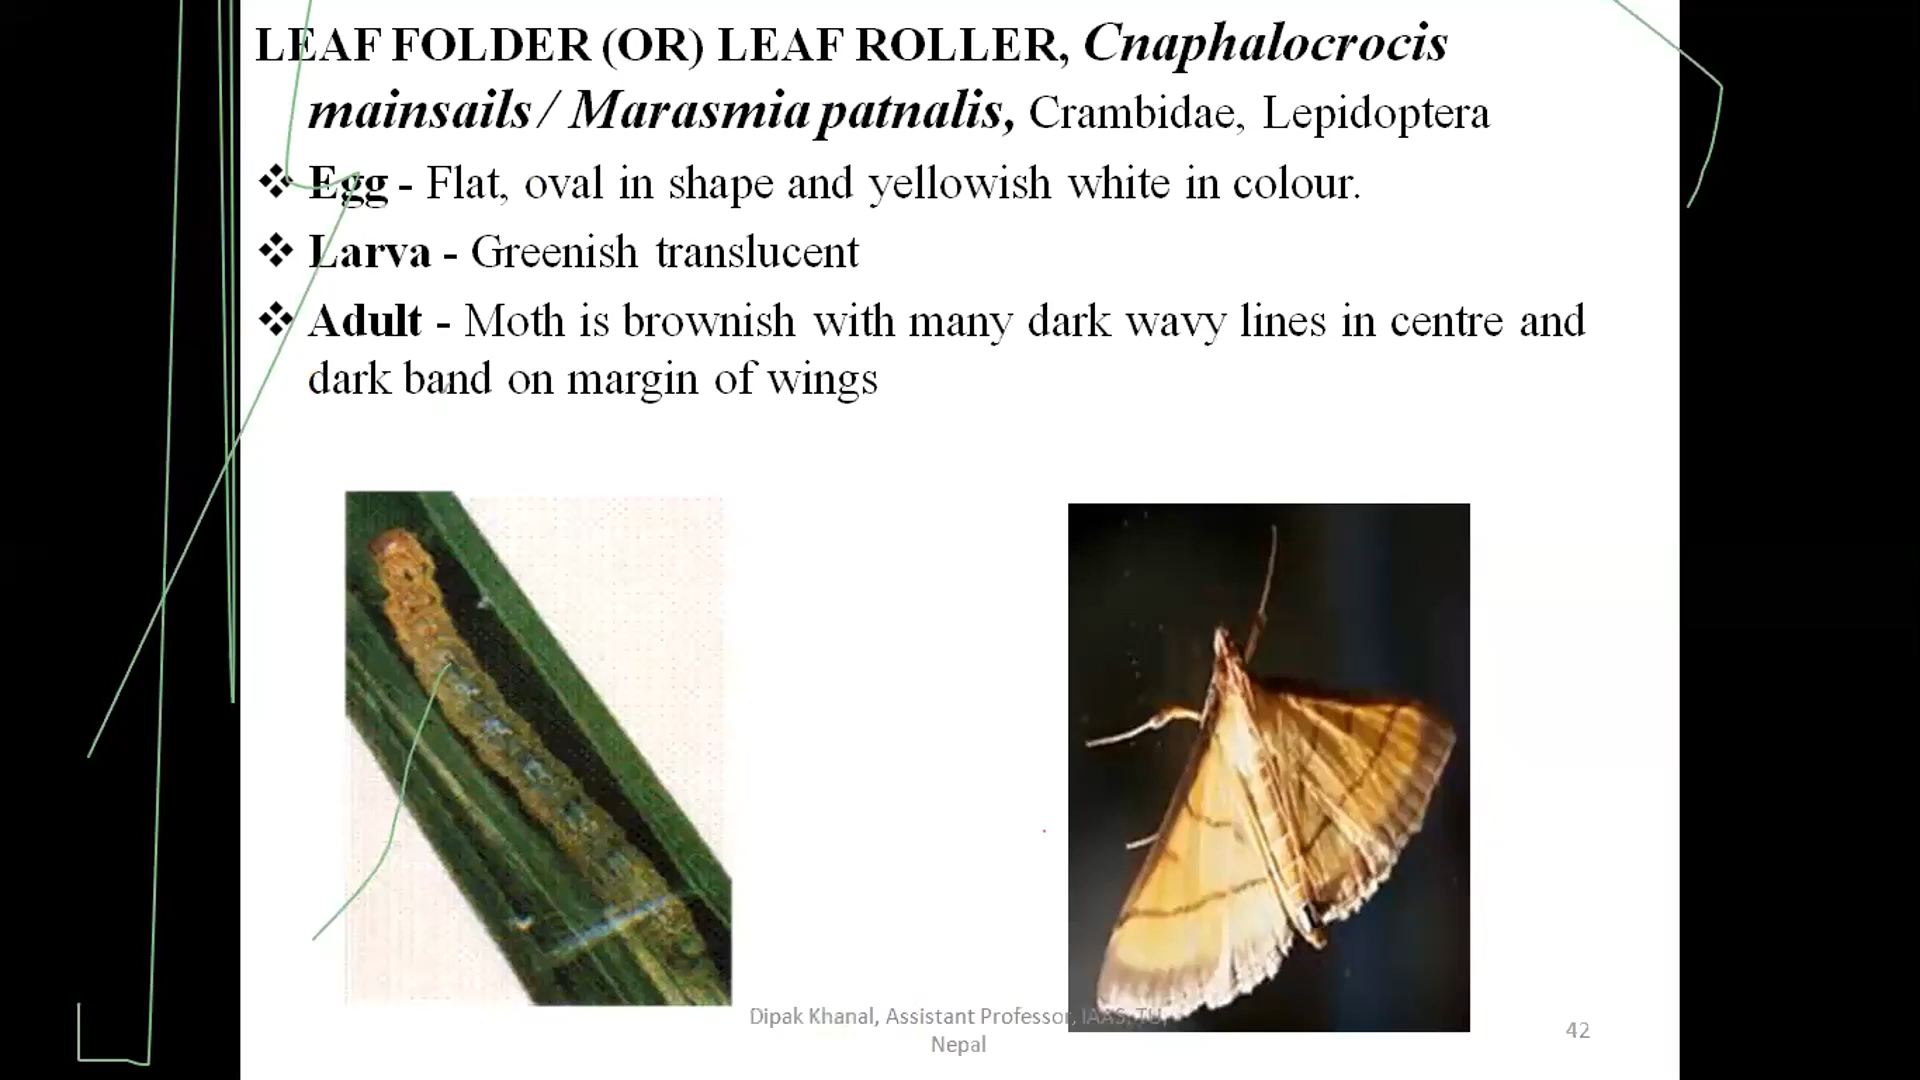 LEAF FOLDER (OR) LEAF ROLLER, Cnaphalocrocis
mainsails / Marasmia patnalis, Crambidae, Lepidoptera
❖ Egg - Flat, oval in shape and yellowish white in colour.
❖ Larva - Greenish translucent
❖ Adult - Moth is brownish with many dark wavy lines in centre and
dark band on margin of wings
Dipak Khanal, Assistant Professor, IAAS, TU,
Nepal
42